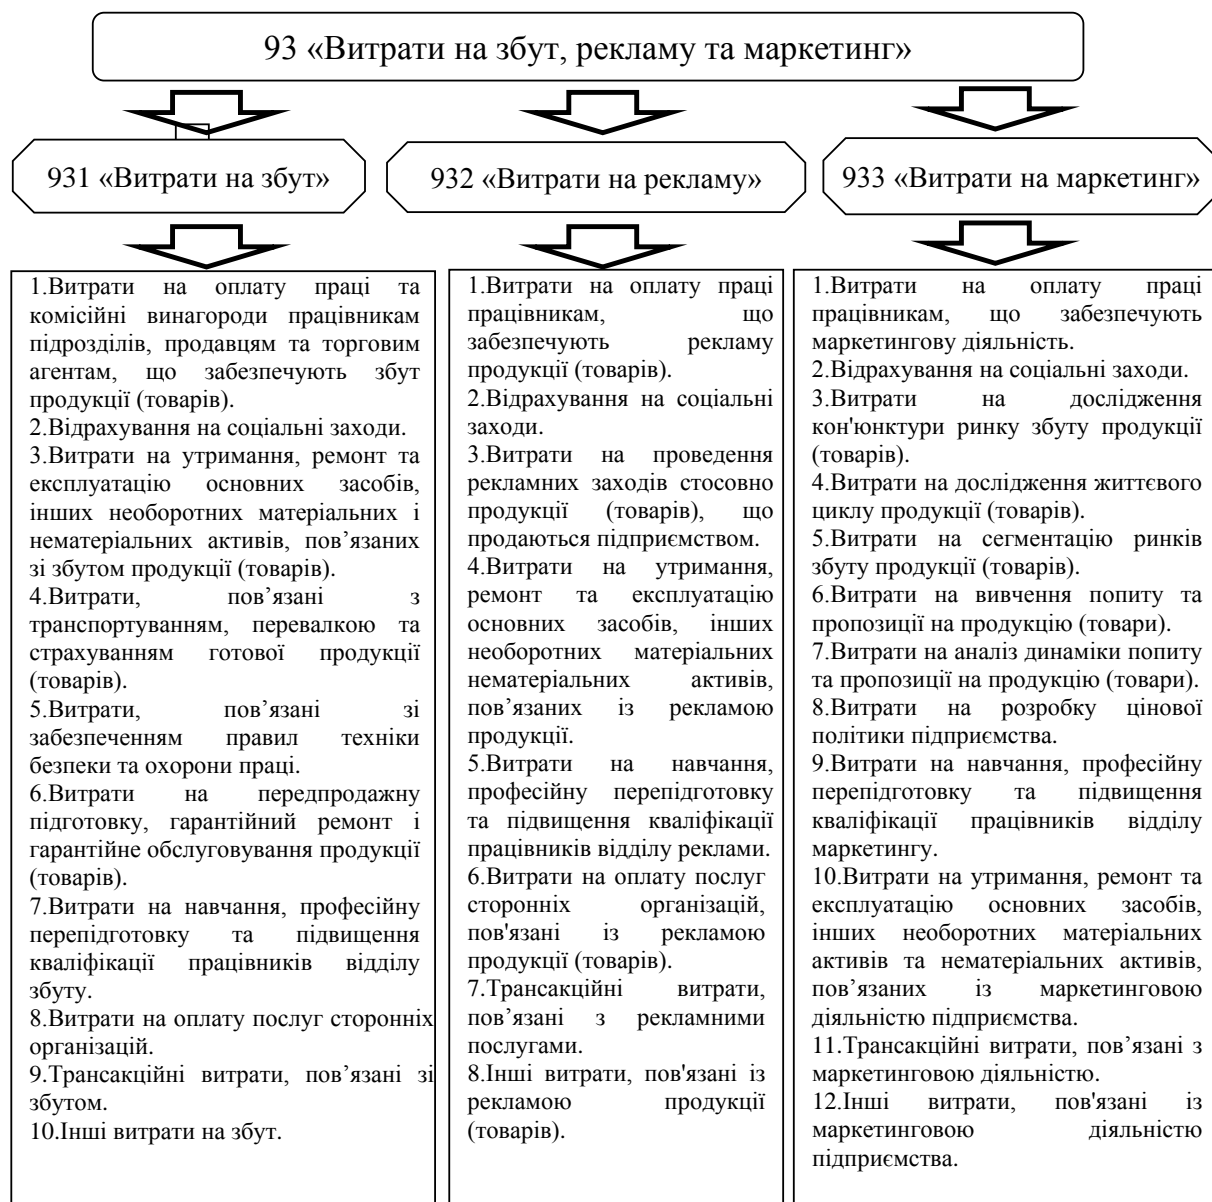 93 «Витрати на збут, рекламу та маркетинг»
931 «Витрати на збут»
932 «Витрати на рекламу»
933 «Витрати на маркетинг»
1.Витрати на оплату праці та
комісійні винагороди працівникам
підрозділів, продавцям та торговим
агентам, що забезпечують збут
продукції (товарів).
2.Відрахування на соціальні заходи.
3.Витрати на утримання, ремонт та
експлуатацію основних засобів,
інших необоротних матеріальних і
нематеріальних активів, пов’язаних
зі збутом продукції (товарів).
4.Витрати, пов’язані з
транспортуванням, перевалкою та
страхуванням готової продукції
(товарів).
5.Витрати, пов’язані зі
забезпеченням правил техніки
безпеки та охорони праці.
6.Витрати на передпродажну
підготовку, гарантійний ремонт і
гарантійне обслуговування продукції
(товарів).
7.Витрати на навчання, професійну
перепідготовку та підвищення
кваліфікації працівників відділу
збуту.
8.Витрати на оплату послуг сторонніх
організацій.
9.Трансакційні витрати, пов’язані зі
збутом.
10.Інші витрати на збут.
1.Витрати на оплату праці
працівникам, що
забезпечують рекламу
продукції (товарів).
2.Відрахування на соціальні
заходи.
3.Витрати на проведення
рекламних заходів стосовно
продукції (товарів), що
продаються підприємством.
4.Витрати на утримання,
ремонт та експлуатацію
основних засобів, інших
необоротних матеріальних
нематеріальних активів,
пов’язаних із рекламою
продукції.
5.Витрати на навчання,
професійну перепідготовку
та підвищення кваліфікації
працівників відділу реклами.
6.Витрати на оплату послуг
сторонніх організацій,
пов'язані із рекламою
продукції (товарів).
7.Трансакційні витрати,
пов’язані з рекламними
послугами.
8.Інші витрати, пов'язані із
рекламою продукції
(товарів).
1.Витрати на оплату праці
працівникам, що забезпечують
маркетингову діяльність.
2.Відрахування на соціальні заходи.
3.Витрати на дослідження
кон'юнктури ринку збуту продукції
(товарів).
4.Витрати на дослідження життєвого
циклу продукції (товарів).
5.Витрати на сегментацію ринків
збуту продукції (товарів).
6.Витрати на вивчення попиту та
пропозиції на продукцію (товари).
7.Витрати на аналіз динаміки попиту
та пропозиції на продукцію (товари).
8.Витрати на розробку цінової
політики підприємства.
9.Витрати на навчання, професійну
перепідготовку та підвищення
кваліфікації працівників відділу
маркетингу.
10.Витрати на утримання, ремонт та
експлуатацію основних засобів,
інших необоротних матеріальних
активів та нематеріальних активів,
пов’язаних із маркетинговою
діяльністю підприємства.
11.Трансакційні витрати, пов’язані з
маркетинговою діяльністю.
12.Інші витрати, пов'язані із
маркетинговою діяльністю
підприємства.